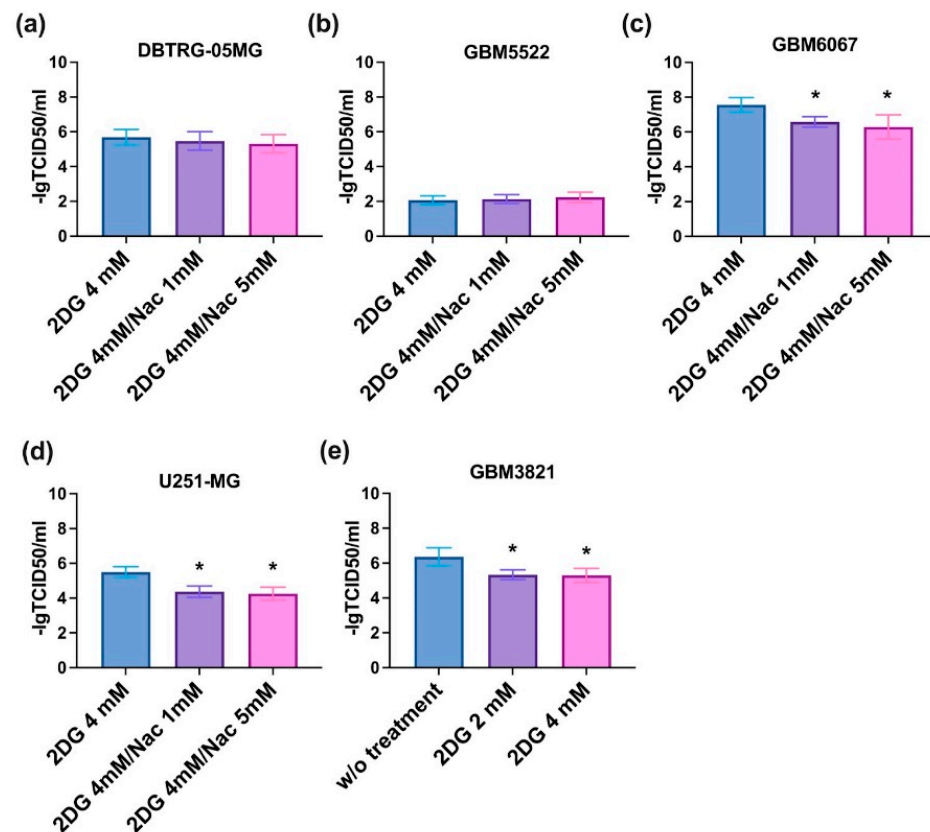 (a)
DBTRG-05MG
-lgTCID50/ml
10
8
6
4
2
0
2DG 4 mM
2DG 4mM/Nac 1mM
2DG 4mM/Nac 5mM
(b)
GBM5522
-lgTCID50/ml
10
8
6
4
2
0
2DG 4 mM
2DG 4mM/Nac 1mM
2DG 4mM/Nac 5mM
(c)
GBM6067
-lgTCID50/ml
10
8
6
4
2
0
*
*
2DG 4 mM
2DG 4mM/Nac 1mM
2DG 4mM/Nac 5mM
(d)
U251-MG
-lgTCID50/ml
10
8
6
4
2
0
*
*
2DG 4 mM
2DG 4mM/Nac 1mM
2DG 4mM/Nac 5mM
(e)
GBM3821
-lgTCID50/ml
10
8
6
4
2
0
*
*
w/o treatment
2DG 2 mM
2DG 4 mM